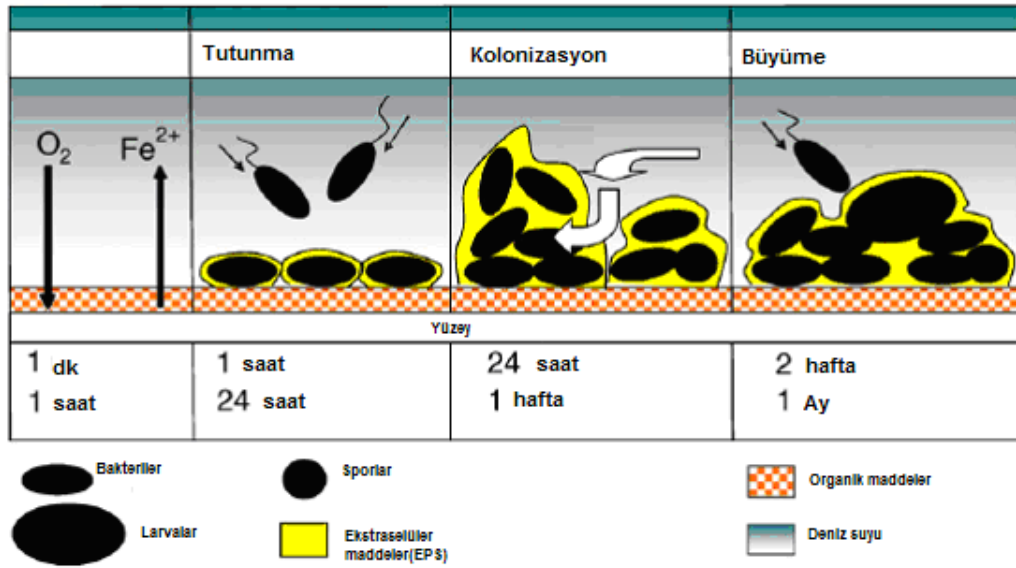 Tutunma
Kolonizasyon
Büyüme
O2
Fe2+
Yüzey
1 dk
1 saat
1 saat
24 saat
24 saat
1 hafta
2 hafta
1 Ay
Bakteriler
Larvalar
Sporlar
Ekstraselüler
maddeler(EPS)
Organik maddeler
Deniz suyu